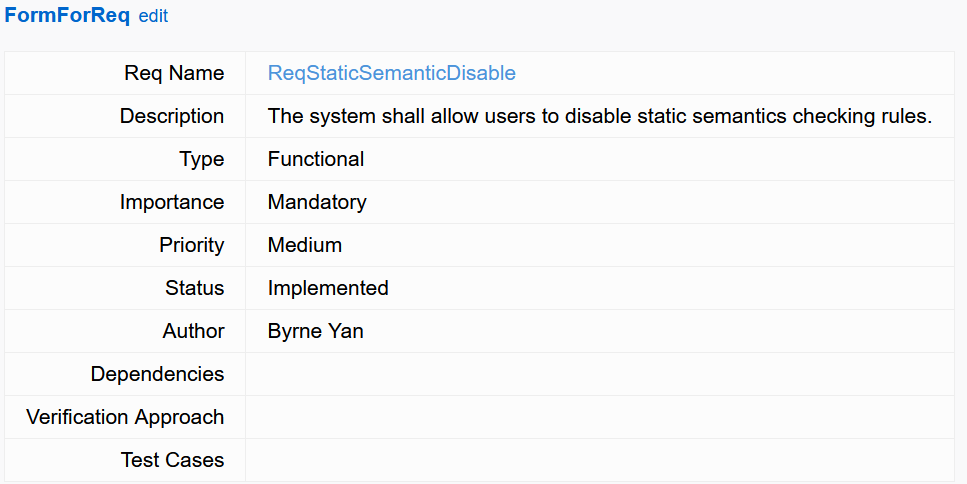 FormForReq edit
Req Name ReqStaticSemanticDisable
Description The system shall allow users to disable static semantics checking rules.
Type Functional
Importance Mandatory
Priority Medium
Status Implemented
Author Byrne Yan
Dependencies
Verification Approach
Test Cases